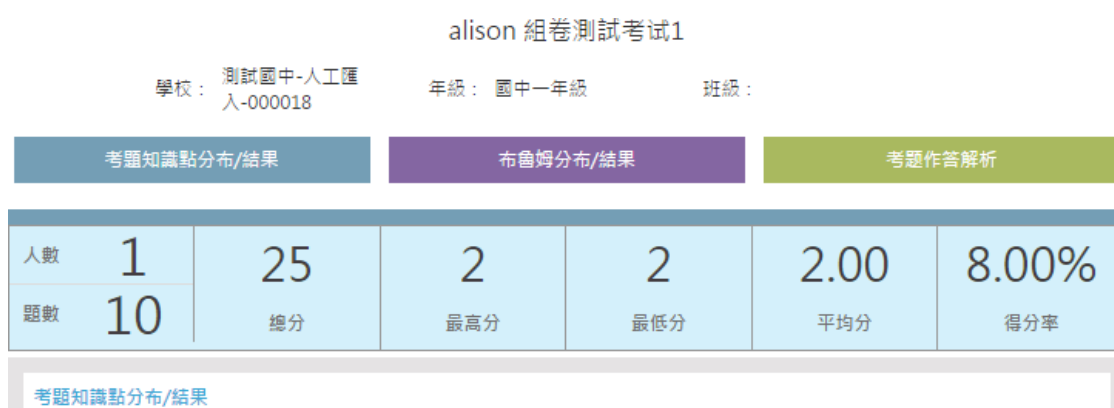 alison 組卷測試考试1
學校： 測試國中-人工匯
入-000018
年級： 國中一年級
班級：
考題知識點分布/結果
布魯姆分布/結果
考題作答解析
人數 1
題數 10
25
總分
2
最高分
2
最低分
2.00
平均分
8.00%
得分率
考題知識點分布/結果